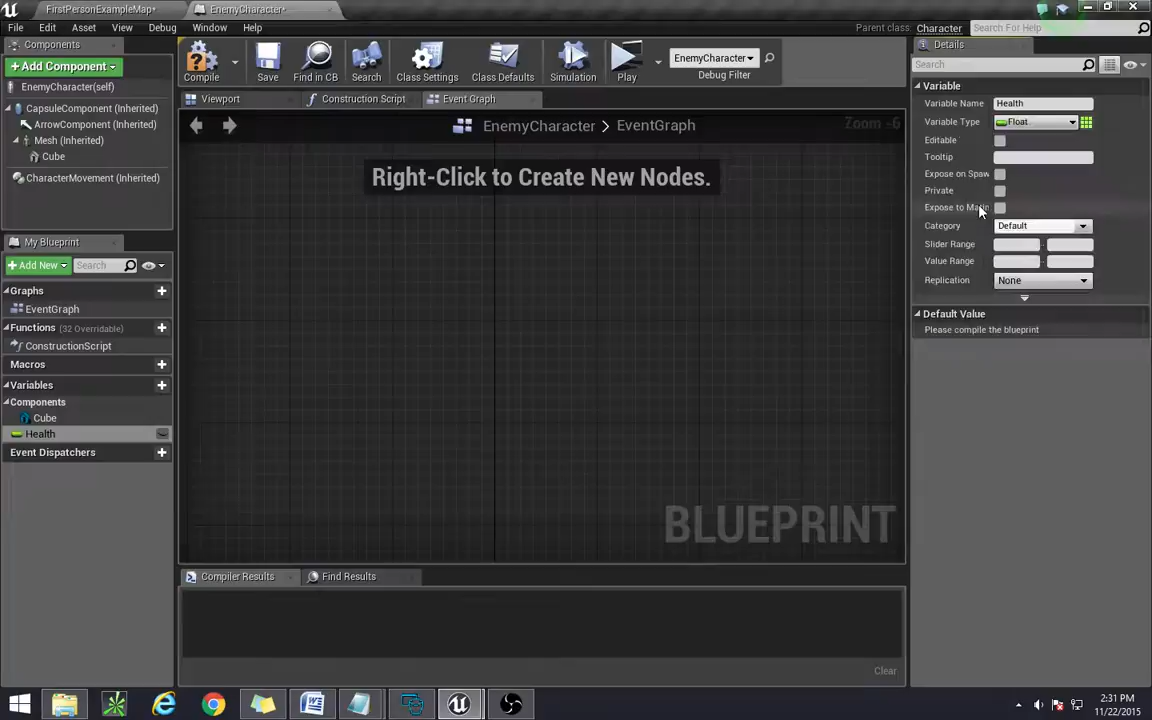 FirstPersonExampleMap*
EnemyCharacter*
File Edit Asset View Debug Window Help
Parent class: Character
Search For Help
Components
+Add Component
EnemyCharacter(self)
CapsuleComponent (Inherited)
ArrowComponent (Inherited)
Mesh (Inherited)
Cube
CharacterMovement (Inherited)
My Blueprint
+Add New
Search
Graphs
EventGraph
Functions (32 Overridable)
ConstructionScript
Macros
Variables
Components
Cube
Health
Event Dispatchers
Compile
Save
Find in CB
Search
Class Settings
Class Defaults
Simulation
Play
EnemyCharacter
Debug Filter
Viewport
Construction Script
Event Graph
EnemyCharacter > EventGraph
Zoom -6
Right-Click to Create New Nodes.
BLUEPRINT
Compiler Results
Find Results
Clear
Details
Search
Variable
Variable Name Health
Variable Type Float
Editable
Tooltip
Expose on Spaw
Private
Expose to Matin
Category Default
Slider Range
Value Range
Replication None
Default Value
Please compile the blueprint
2:31 PM
11/22/2015